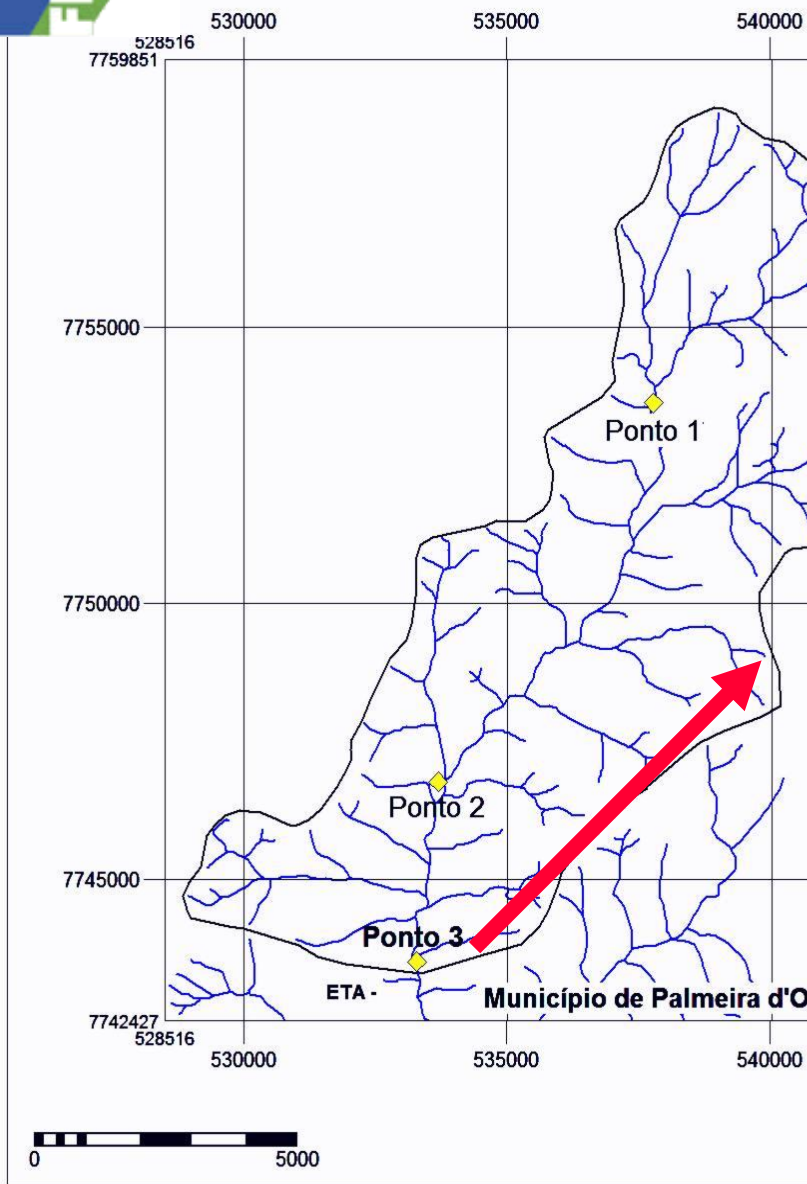 530000 535000 540000
528516
7759851
7755000
Ponto 1
7750000
Ponto 2
7745000
Ponto 3
ETA -
Município de Palmeira d'O
7742427
528516
530000 535000 540000
0 5000